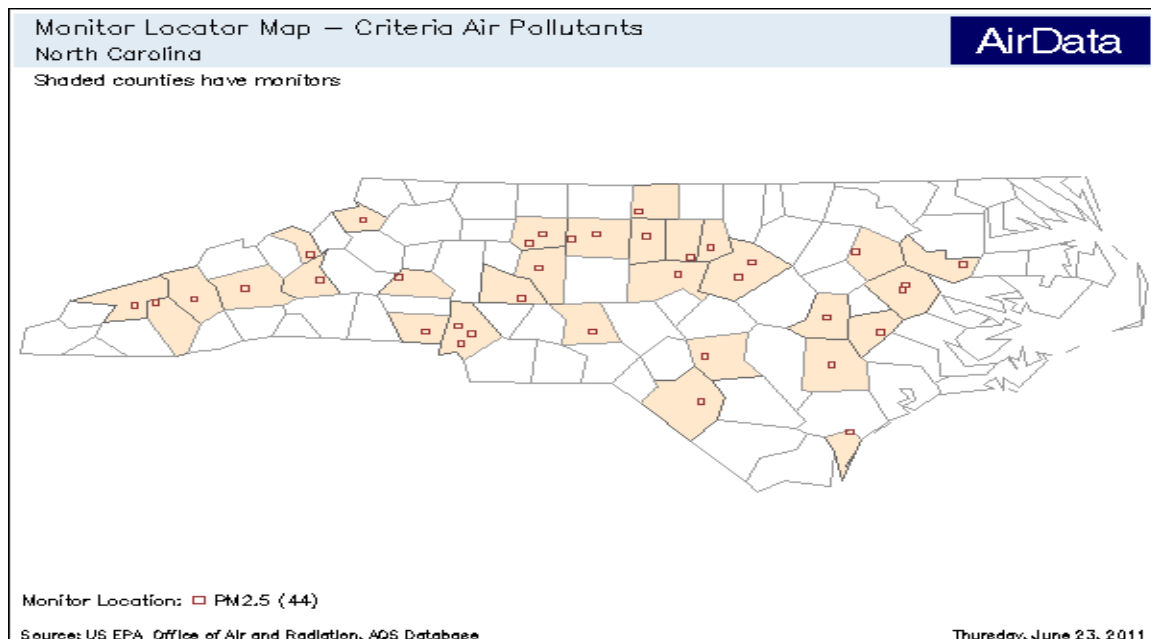 Monitor Locator Map – Criteria Air Pollutants
North Carolina
AirData
Shaded counties have monitors
Monitor Location: PM2.5 (44)
Source: US EPA Office of Air and Radiation, AQS Database
Thursday, June 23, 2011